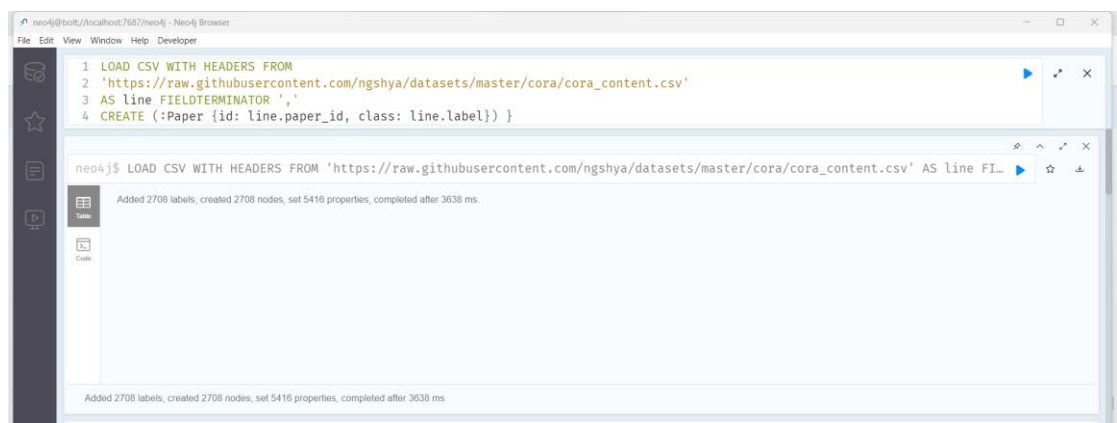 neo4j@bolt://localhost:7687/neo4j - Neo4j Browser
File Edit View Window Help Developer
1 LOAD CSV WITH HEADERS FROM
2 'https://raw.githubusercontent.com/ngshya/datasets/master/cora/cora_content.csv'
3 AS line FIELDTERMINATOR ','
4 CREATE (:Paper {id: line.paper_id, class: line.label}) }
neo4j$ LOAD CSV WITH HEADERS FROM 'https://raw.githubusercontent.com/ngshya/datasets/master/cora/cora_content.csv' AS line FI…
Added 2708 labels, created 2708 nodes, set 5416 properties, completed after 3638 ms.
Table
Code
Added 2708 labels, created 2708 nodes, set 5416 properties, completed after 3638 ms.